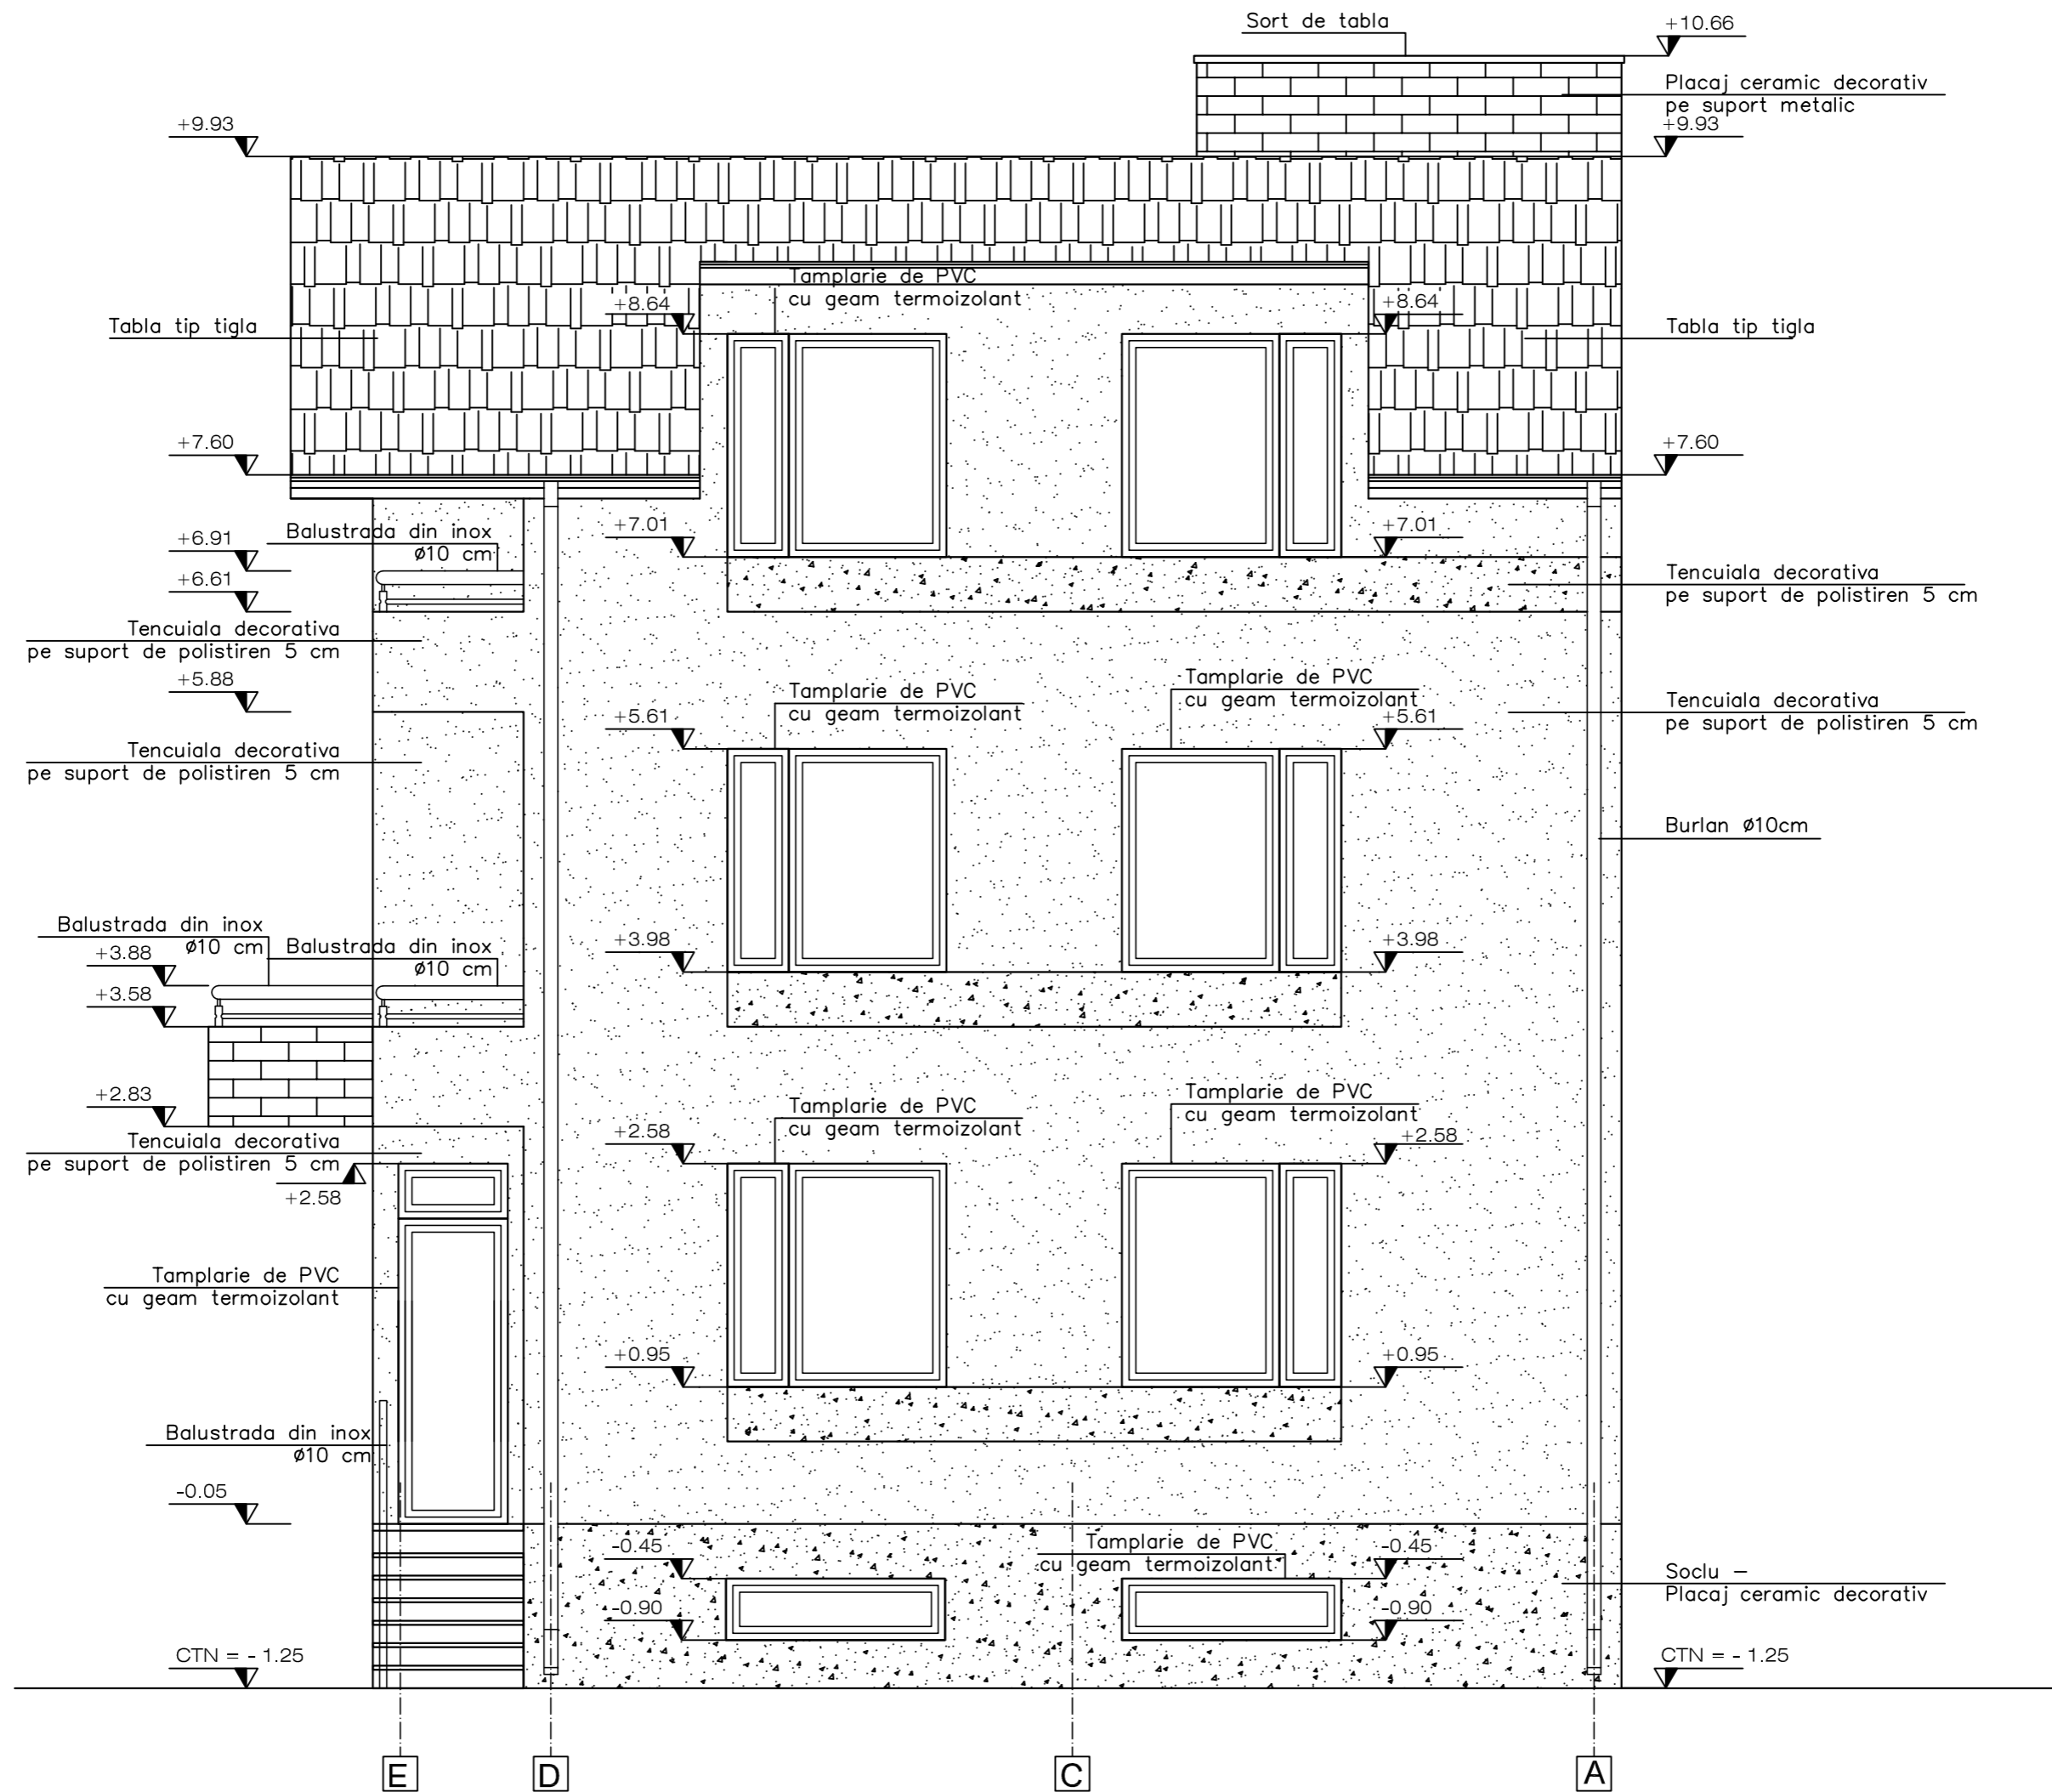 Sort de tabla
+10.66
Placaj ceramic decorativ
pe suport metalic
+9.93
+9.93
Tamplarie de PVC
cu geam termoizolant
+8.64
+8.64
Tabla tip tigla
Tabla tip tigla
+7.60
+7.60
+7.01
+7.01
Balustrada din inox
ø10 cm
+6.91
+6.61
Tencuiala decorativa
pe suport de polistiren 5 cm
Tencuiala decorativa
pe suport de polistiren 5 cm
+5.88
Tamplarie de PVC
cu geam termoizolant
Tamplarie de PVC
cu geam termoizolant
Tencuiala decorativa
pe suport de polistiren 5 cm
+5.61
+5.61
Tencuiala decorativa
pe suport de polistiren 5 cm
Burlan ø10cm
Balustrada din inox
ø10 cm
Balustrada din inox
ø10 cm
+3.98
+3.98
+3.88
+3.58
+2.83
Tamplarie de PVC
cu geam termoizolant
Tamplarie de PVC
cu geam termoizolant
Tencuiala decorativa
pe suport de polistiren 5 cm
+2.58
+2.58
+2.58
Tamplarie de PVC
cu geam termoizolant
+0.95
+0.95
Balustrada din inox
ø10 cm
-0.05
Tamplarie de PVC
cu geam termoizolant
-0.45
-0.45
Soclu –
Placaj ceramic decorativ
-0.90
-0.90
CTN = - 1.25
CTN = - 1.25
E
D
C
A